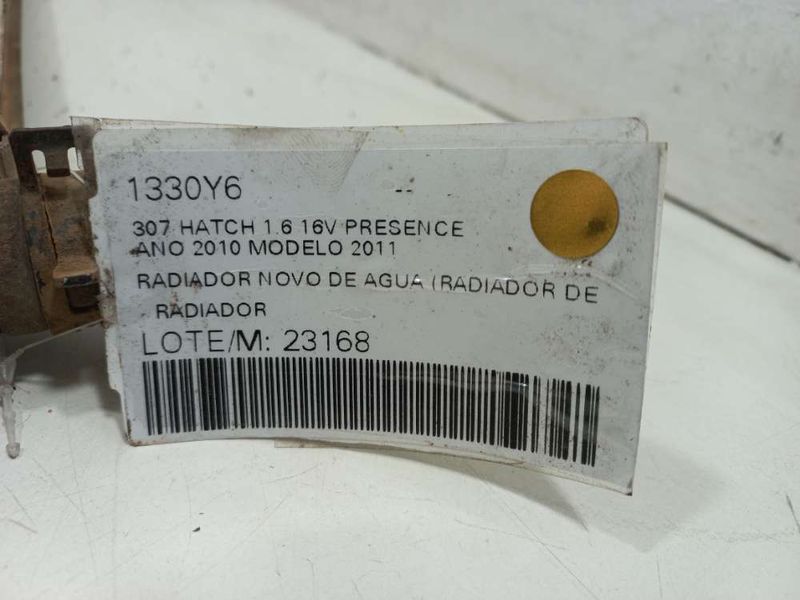 1330Y6
307 HATCH 1.6 16V PRESENCE
ANO 2010 MODELO 2011
RADIADOR NOVO DE AGUA (RADIADOR DE
RADIADOR
LOTE/M: 23168